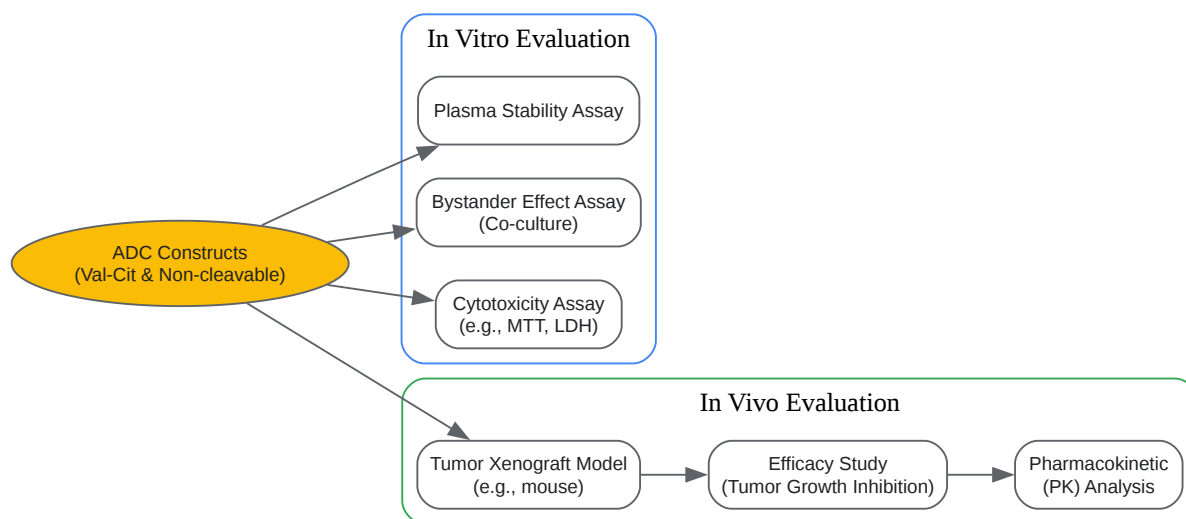 In Vitro Evaluation
Plasma Stability Assay
Bystander Effect Assay
(Co-culture)
ADC Constructs
(Val-Cit & Non-cleavable)
Cytotoxicity Assay
(e.g., MTT, LDH)
In Vivo Evaluation
Tumor Xenograft Model
(e.g., mouse)
Efficacy Study
(Tumor Growth Inhibition)
Pharmacokinetic
(PK) Analysis